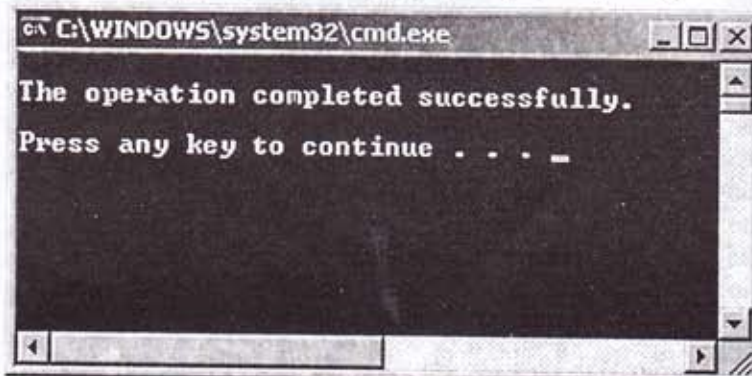 C:\ C:\WINDOWS\system32\cmd.exe
The operation completed successfully.
Press any key to continue . . . _